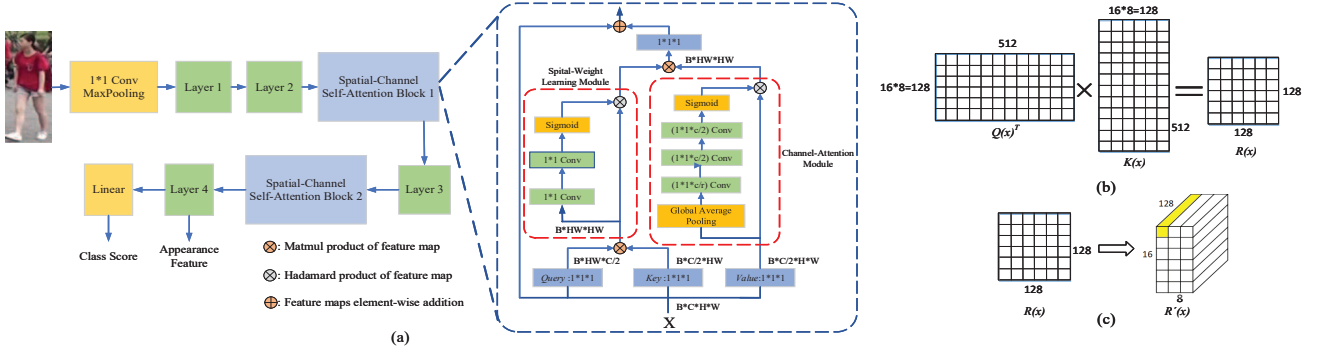 1*1 Conv
MaxPooling
Layer 1
Layer 2
Spatial-Channel
Self-Attention Block 1
Linear
Layer 4
Spatial-Channel
Self-Attention Block 2
Layer 3
Class Score
Appearance
Feature
: Matmul product of feature map
: Hadamard product of feature map
: Feature maps element-wise addition
(a)
1*1*1
B*HW*HW
Spital-Weight
Learning Module
Sigmoid
1*1 Conv
1*1 Conv
B*HW*HW
Sigmoid
(1*1*c/2) Conv
(1*1*c/2) Conv
(1*1*c/r) Conv
Global Average
Pooling
Channel-Attention
Module
B*HW*C/2
B*C/2*HW
B*C/2*H*W
Query :1*1*1
Key :1*1*1
Value:1*1*1
B*C*H*W
X
16*8=128
512
16*8=128
Q(x)ᵀ
512
K(x)
128
128
R(x)
(b)
128
128
R(x)
128
16
8
R´(x)
(c)